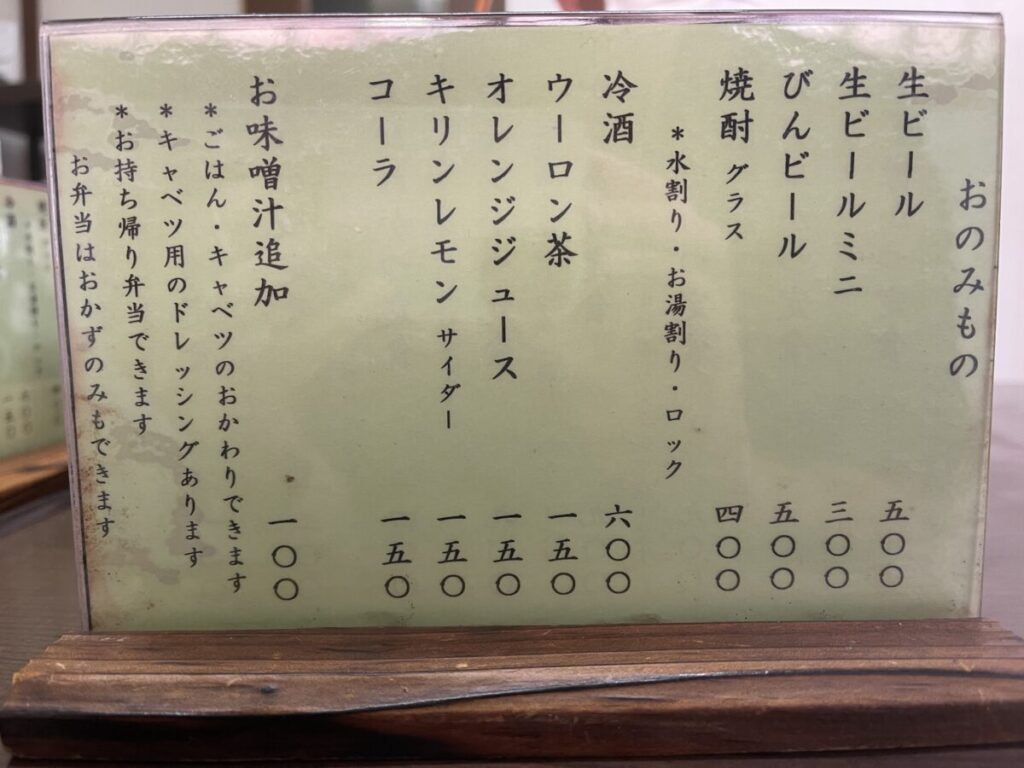 おのみもの
生ビール 五〇〇
生ビールミニ 三〇〇
びんビール 五〇〇
焼酎 グラス 四〇〇
*水割り・お湯割り・ロック
冷酒 六〇〇
ウーロン茶 一五〇
オレンジジュース 一五〇
キリンレモン サイダー 一五〇
コーラ 一五〇
お味噌汁追加 一〇〇
*ごはん・キャベツのおかわりできます
*キャベツ用のドレッシングあります
*お持ち帰り弁当できます
お弁当はおかずのみもできます